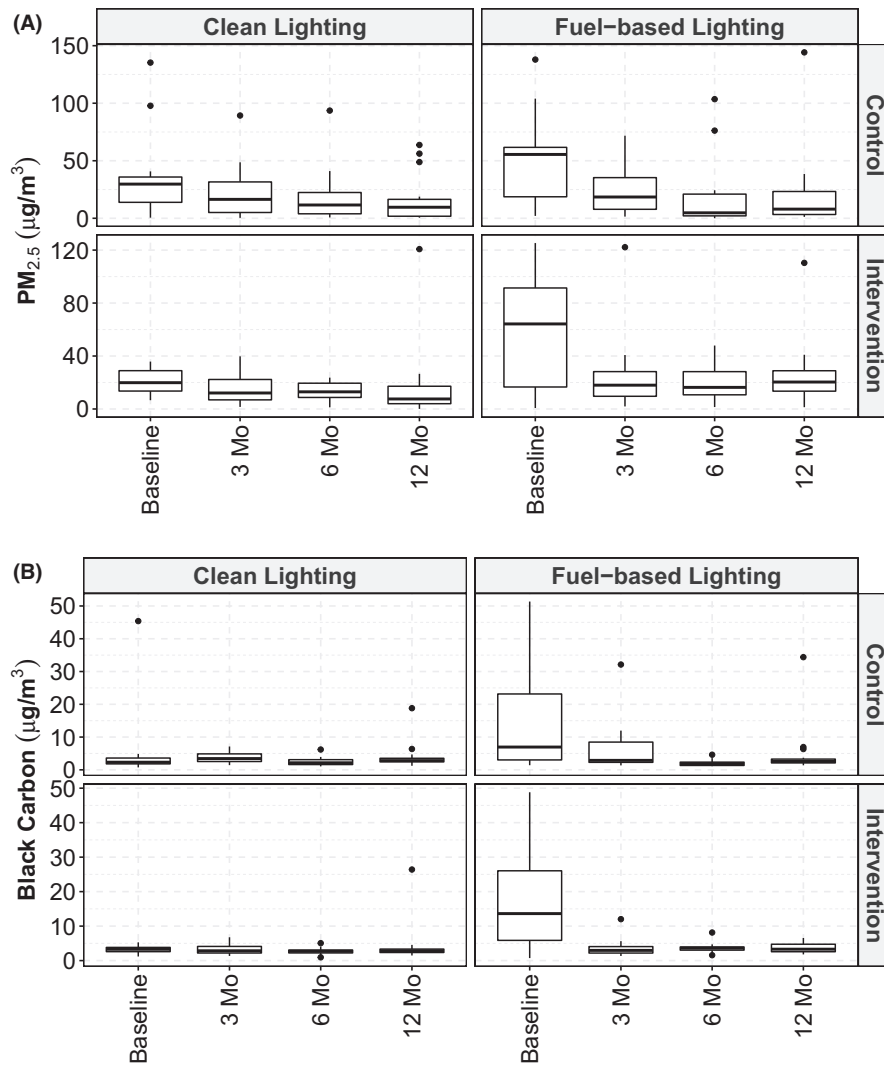 (A)
Clean Lighting
Fuel−based Lighting
150
100
50
0
Control
120
80
40
0
Intervention
PM2.5 (μg/m3)
Baseline
3 Mo
6 Mo
12 Mo
Baseline
3 Mo
6 Mo
12 Mo
(B)
Clean Lighting
Fuel−based Lighting
50
40
30
20
10
0
Control
50
40
30
20
10
0
Intervention
Black Carbon (μg/m3)
Baseline
3 Mo
6 Mo
12 Mo
Baseline
3 Mo
6 Mo
12 Mo